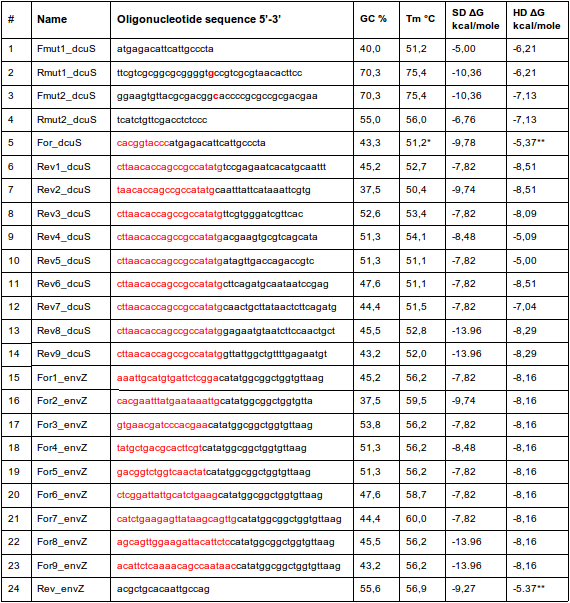 # Name Oligonucleotide sequence 5'-3' GC % Tm °C SD ΔG kcal/mole HD ΔG kcal/mole
1 Fmut1_dcuS atgagacattcattgcccta 40,0 51,2 -5,00 -6,21
2 Rmut1_dcuS ttcgtcgcggcgcggggtgccgtcgcgtaacacttcc 70,3 75,4 -10,36 -6,21
3 Fmut2_dcuS ggaagtgttacgcgacggcaccccgcgccgcgacgaa 70,3 75,4 -10,36 -7,13
4 Rmut2_dcuS tcatctgttcgacctctccc 55,0 56,0 -6,76 -7,13
5 For_dcuS cacggtacccatgagacattcattgcccta 43,3 51,2* -9,78 -5,37**
6 Rev1_dcuS cttaacaccagccgccatatgtccgagaatcacatgcaattt 45,2 52,7 -7,82 -8,51
7 Rev2_dcuS taacaccagccgccatatgcaatttattcataaattcgtg 37,5 50,4 -9,74 -8,51
8 Rev3_dcuS cttaacaccagccgccatatgttcgtgggatcgttcac 52,6 53,4 -7,82 -8,09
9 Rev4_dcuS cttaacaccagccgccatatgacgaagtgcgtcagcata 51,3 54,1 -8,48 -5,09
10 Rev5_dcuS cttaacaccagccgccatatgatagttgaccagaccgtc 51,3 51,1 -7,82 -5,00
11 Rev6_dcuS cttaacaccagccgccatatgcttcagatgcaataatccgag 47,6 51,1 -7,82 -8,51
12 Rev7_dcuS cttaacaccagccgccatatgcaactgcttataactcttcagatg 44,4 51,5 -7,82 -7,04
13 Rev8_dcuS cttaacaccagccgccatatggagaatgtaatcttccaactgct 45,5 52,8 -13.96 -8,29
14 Rev9_dcuS cttaacaccagccgccatatggttattggctgttttgagaatgt 43,2 52,0 -13.96 -8,29
15 For1_envZ aaattgcatgtgattctcggacatatggcggctggtgttaag 45,2 56,2 -7,82 -8,16
16 For2_envZ cacgaatttatgaataaattgcatatggcggctggtgtta 37,5 59,5 -9,74 -8,16
17 For3_envZ gtgaacgatcccacgaacatatggcggctggtgttaag 53,8 56,2 -7,82 -8,16
18 For4_envZ tatgctgacgcacttcgtcatatggcggctggtgttaag 51,3 56,2 -8,48 -8,16
19 For5_envZ gacggtctggtcaactatcatatggcggctggtgttaag 51,3 56,2 -7,82 -8,16
20 For6_envZ ctcggattattgcatctgaagcatatggcggctggtgttaag 47,6 58,7 -7,82 -8,16
21 For7_envZ catctgaagagttataagcagttgcatatggcggctggtgttaag 44,4 60,0 -7,82 -8,16
22 For8_envZ agcagttggaagattacattctccatatggcggctggtgttaag 45,5 56,2 -13.96 -8,16
23 For9_envZ acattctcaaaacagccaataaccatatggcggctggtgttaag 43,2 56,2 -13.96 -8,16
24 Rev_envZ acgctgcacaattgccag 55,6 56,9 -9,27 -5.37**